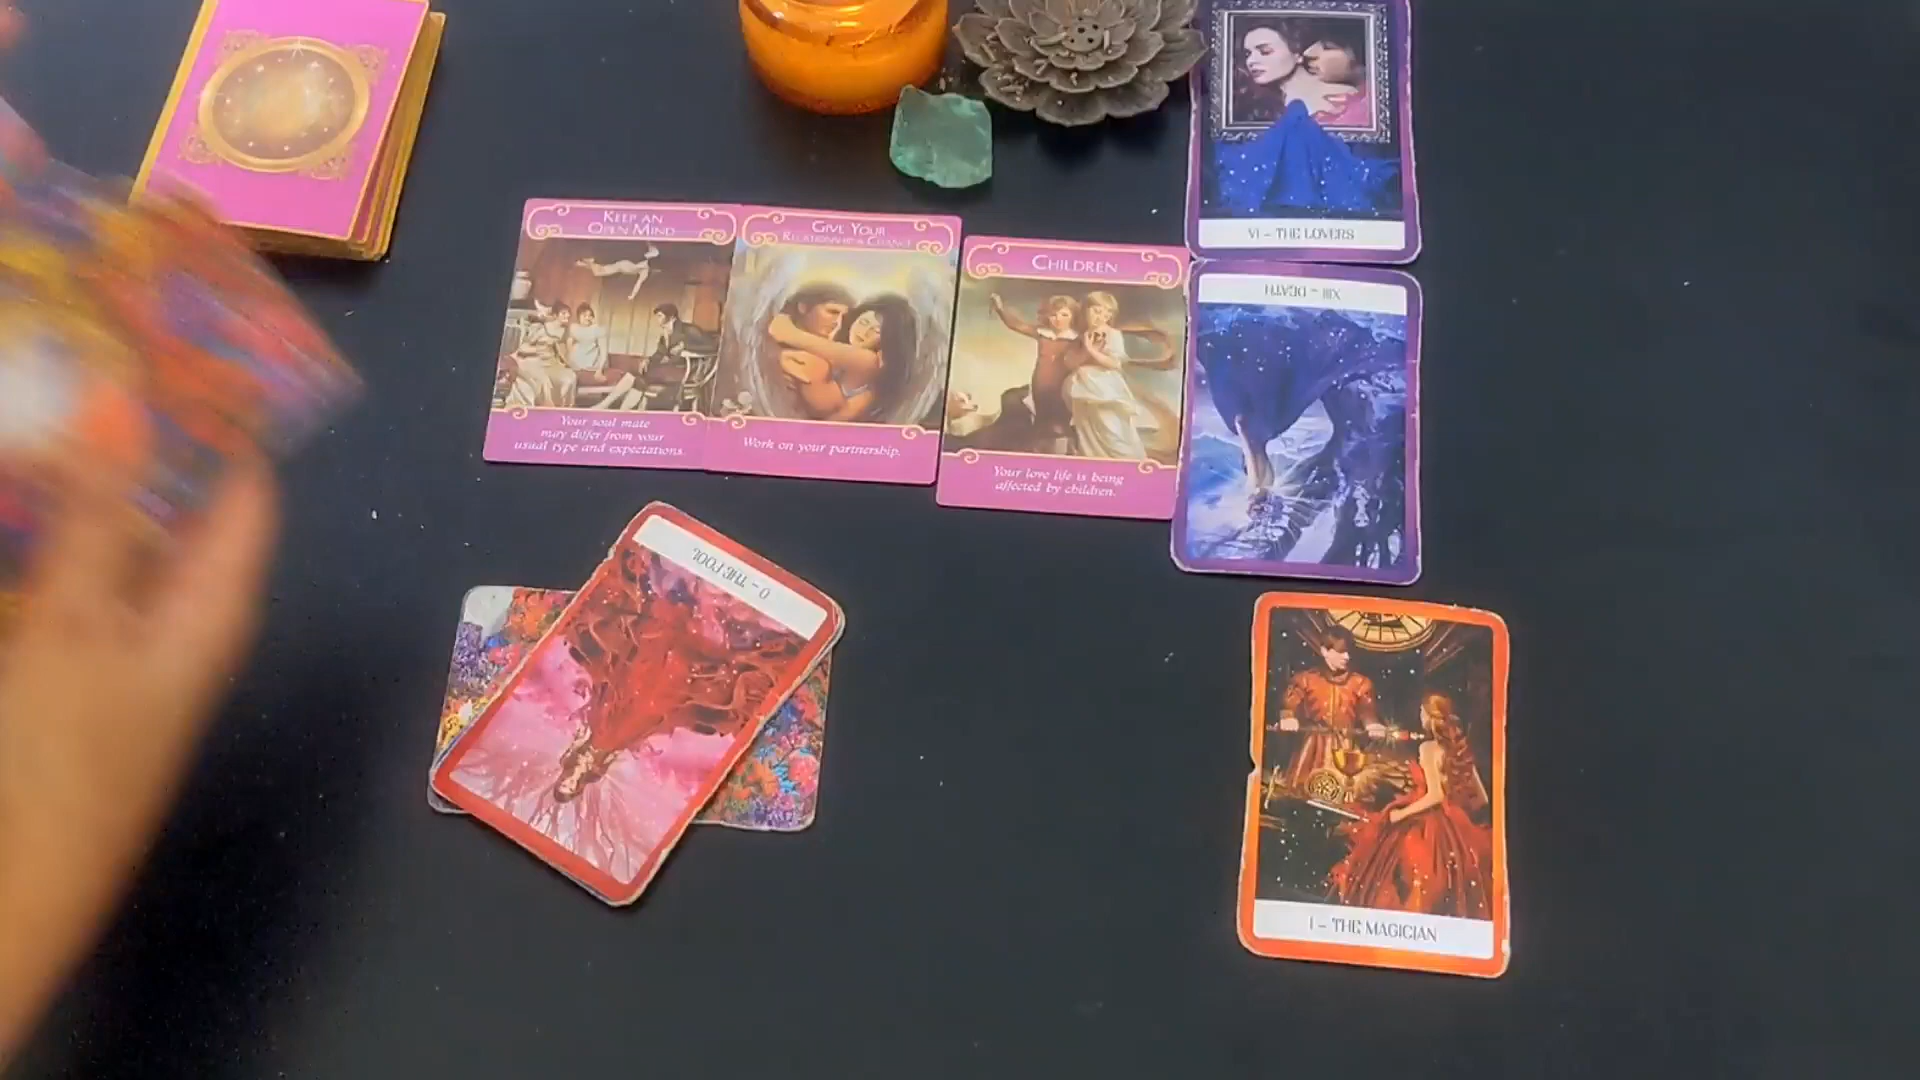 VI – THE LOVERS
KEEP AN
OPEN MIND
GIVE YOUR
RELATIONSHIP A CHANCE
CHILDREN
XIII – DEATH
Your soul mate
may differ from your
usual type and expectations.
Work on your partnership.
Your love life is being
affected by children.
0 – THE FOOL
I – THE MAGICIAN